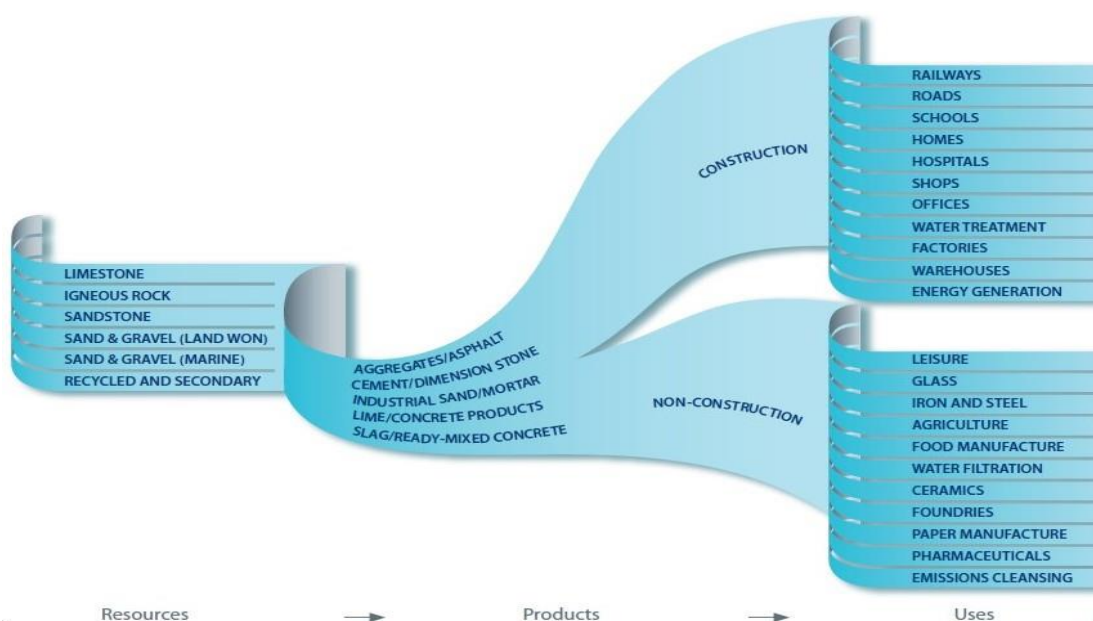 LIMESTONE
IGNEOUS ROCK
SANDSTONE
SAND & GRAVEL (LAND WON)
SAND & GRAVEL (MARINE)
RECYCLED AND SECONDARY
AGGREGATES/ASPHALT
CEMENT/DIMENSION STONE
INDUSTRIAL SAND/MORTAR
LIME/CONCRETE PRODUCTS
SLAG/READY-MIXED CONCRETE
CONSTRUCTION
NON-CONSTRUCTION
RAILWAYS
ROADS
SCHOOLS
HOMES
HOSPITALS
SHOPS
OFFICES
WATER TREATMENT
FACTORIES
WAREHOUSES
ENERGY GENERATION
LEISURE
GLASS
IRON AND STEEL
AGRICULTURE
FOOD MANUFACTURE
WATER FILTRATION
CERAMICS
FOUNDRIES
PAPER MANUFACTURE
PHARMACEUTICALS
EMISSIONS CLEANSING
Resources
Products
Uses